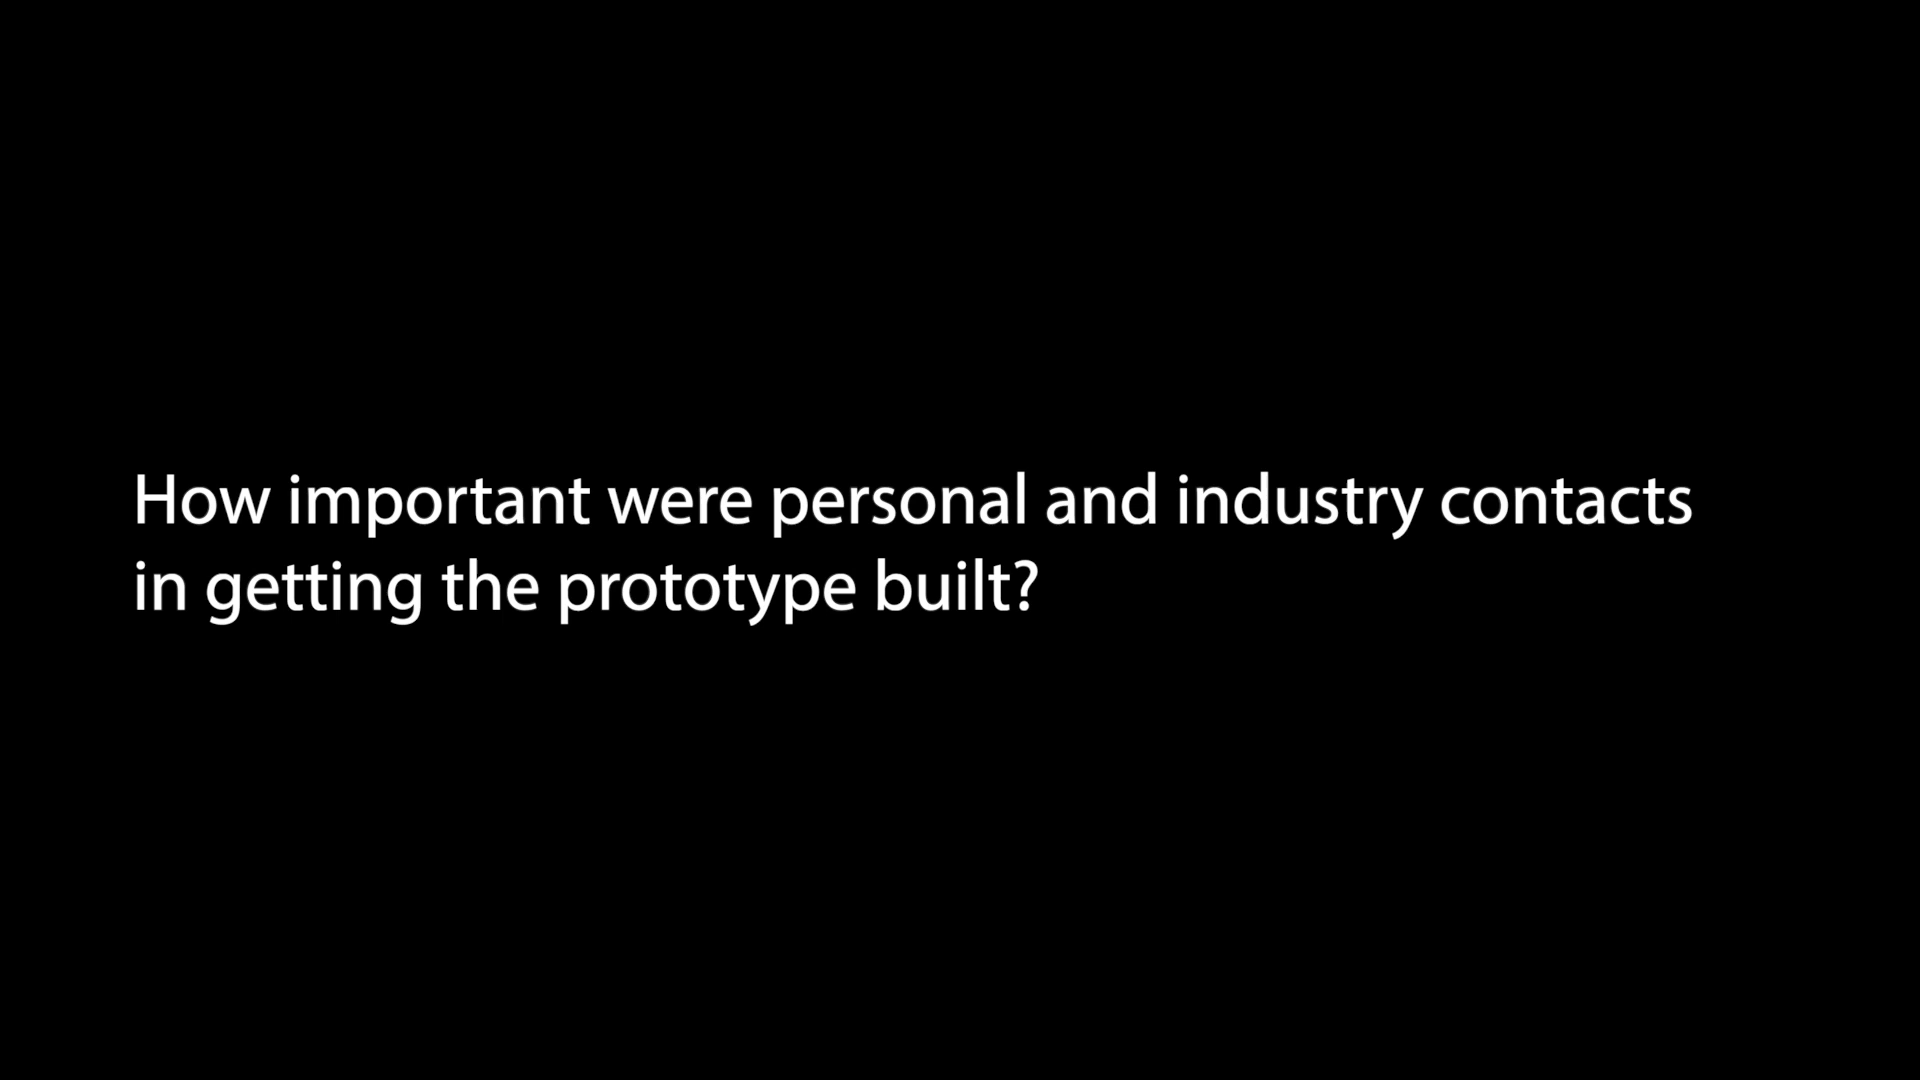 How important were personal and industry contacts
in getting the prototype built?